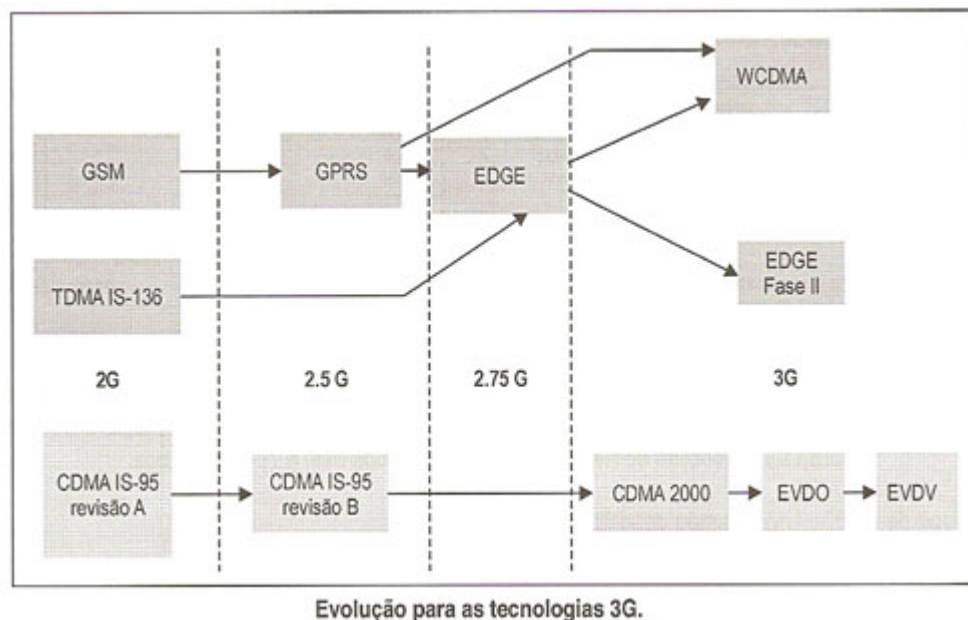 WCDMA
GSM
GPRS
EDGE
TDMA IS-136
EDGE
Fase II
2G
2.5 G
2.75 G
3G
CDMA IS-95
revisão A
CDMA IS-95
revisão B
CDMA 2000
EVDO
EVDV
Evolução para as tecnologias 3G.